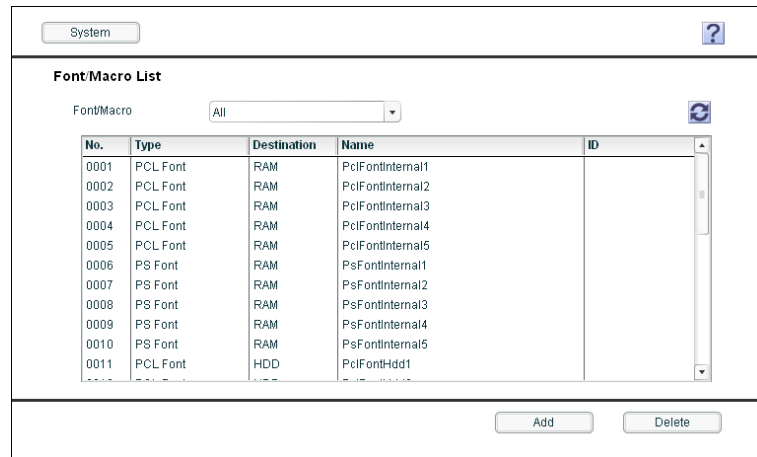 System
?
Font/Macro List
Font/Macro All
No. Type Destination Name ID
0001 PCL Font RAM PclFontInternal1
0002 PCL Font RAM PclFontInternal2
0003 PCL Font RAM PclFontInternal3
0004 PCL Font RAM PclFontInternal4
0005 PCL Font RAM PclFontInternal5
0006 PS Font RAM PsFontInternal1
0007 PS Font RAM PsFontInternal2
0008 PS Font RAM PsFontInternal3
0009 PS Font RAM PsFontInternal4
0010 PS Font RAM PsFontInternal5
0011 PCL Font HDD PclFontHdd1
Add Delete